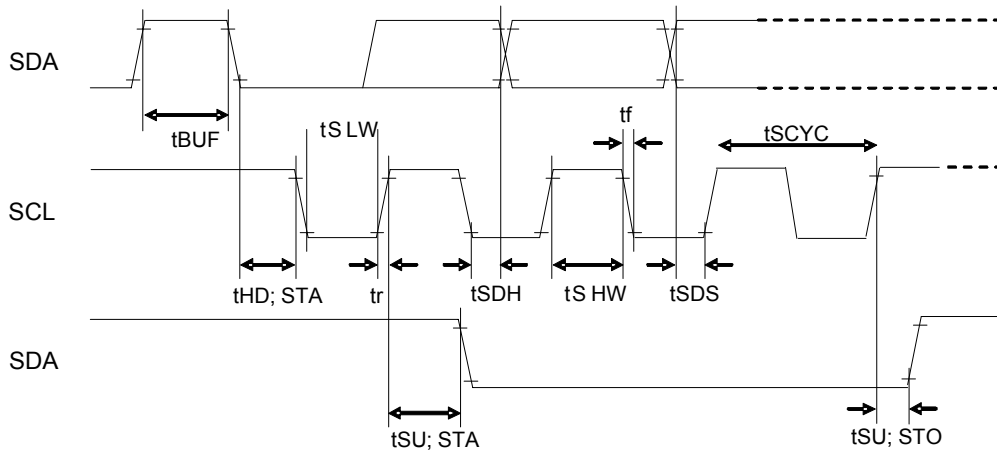 SDA
tBUF
tS LW
tf
tSCYC
SCL
tHD; STA
tr
tSDH
tS HW
tSDS
SDA
tSU; STA
tSU; STO